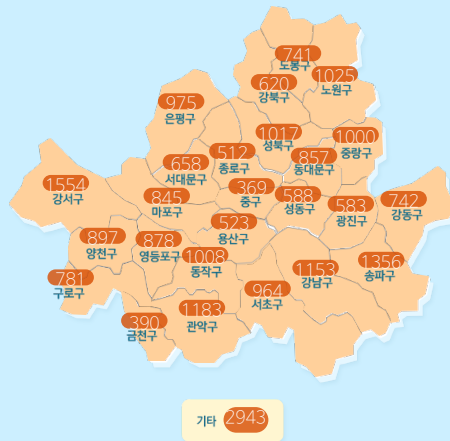 741
노봉구
1025
노원구
620
강북구
975
은평구
1017
성북구
1000
중랑구
512
종로구
857
동대문구
658
서대문구
1554
강서구
845
마포구
369
중구
588
성동구
583
광진구
742
강동구
523
용산구
897
양천구
878
영등포구
1008
동작구
1356
송파구
1153
강남구
781
구로구
964
서초구
1183
관악구
390
금천구
기타 2943